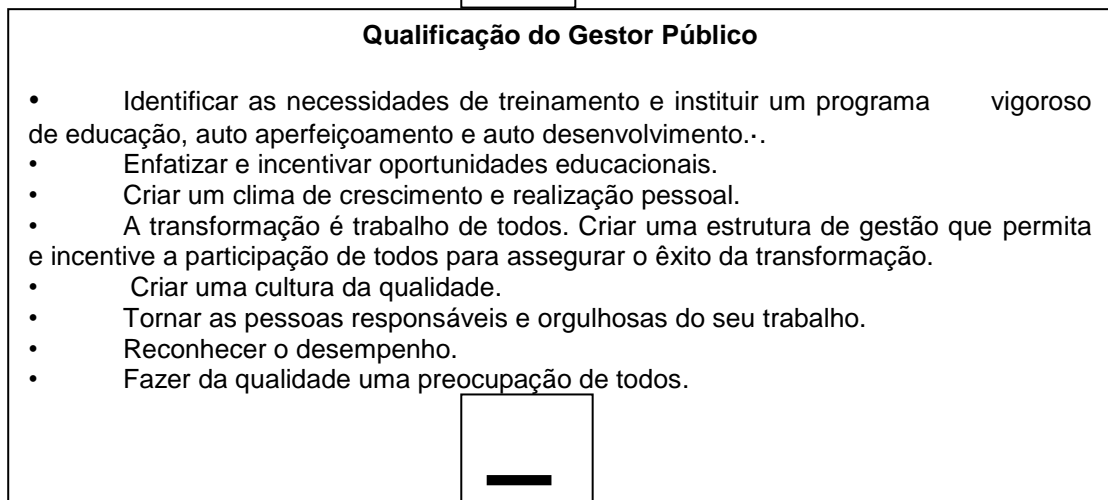 Qualificação do Gestor Público
• Identificar as necessidades de treinamento e instituir um programa vigoroso
de educação, auto aperfeiçoamento e auto desenvolvimento.·.
• Enfatizar e incentivar oportunidades educacionais.
• Criar um clima de crescimento e realização pessoal.
• A transformação é trabalho de todos. Criar uma estrutura de gestão que permita
e incentive a participação de todos para assegurar o êxito da transformação.
• Criar uma cultura da qualidade.
• Tornar as pessoas responsáveis e orgulhosas do seu trabalho.
• Reconhecer o desempenho.
• Fazer da qualidade uma preocupação de todos.